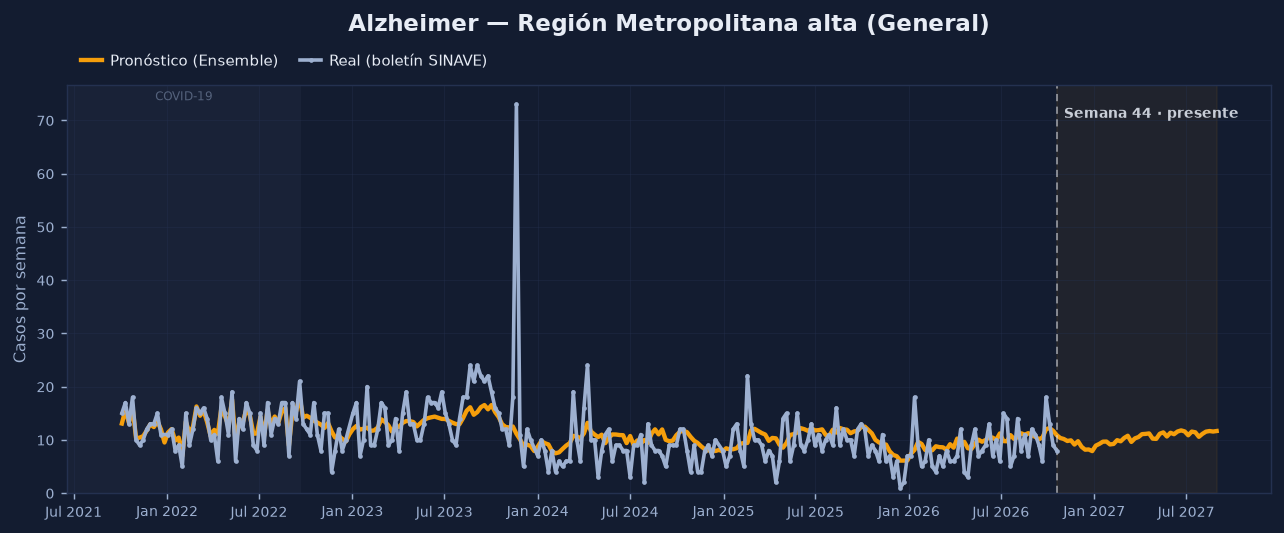 Alzheimer — Región Metropolitana alta (General)
Pronóstico (Ensemble) Real (boletín SINAVE)
COVID-19
Semana 44 · presente
Casos por semana
70
60
50
40
30
20
10
0
Jul 2021 Jan 2022 Jul 2022 Jan 2023 Jul 2023 Jan 2024 Jul 2024 Jan 2025 Jul 2025 Jan 2026 Jul 2026 Jan 2027 Jul 2027